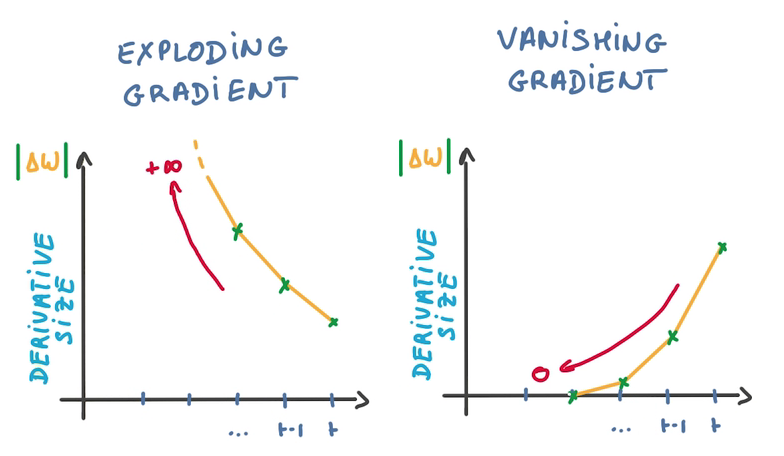 EXPLODING
GRADIENT
|ΔW|
+∞
DERIVATIVE
SIZE
... t-1 t
VANISHING
GRADIENT
|ΔW|
DERIVATIVE
SIZE
0
... t-1 t